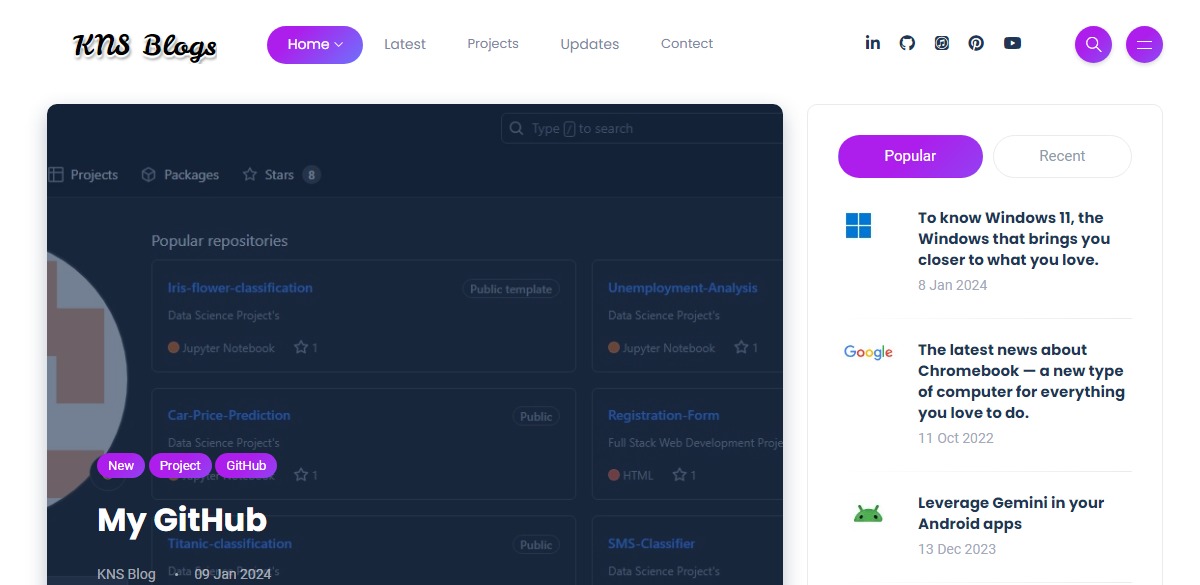 KNS Blogs
Home
Latest
Projects
Updates
Contact
Type / to search
Projects
Packages
Stars 8
Popular repositories
Iris-flower-classification
Public template
Data Science Project's
Jupyter Notebook
1
Unemployment-Analysis
Data Science Project's
Jupyter Notebook
1
Car-Price-Prediction
Public
Data Science Project's
Jupyter Notebook
1
Registration-Form
Full Stack Web Development Proje
HTML
1
New
Project
GitHub
My GitHub
Titanic-classification
Public
Data Science Project's
SMS-Classifier
Data Science Project's
KNS Blog • 09 Jan 2024
Popular
Recent
To know Windows 11, the
Windows that brings you
closer to what you love.
8 Jan 2024
Google
The latest news about
Chromebook — a new type
of computer for everything
you love to do.
11 Oct 2022
Leverage Gemini in your
Android apps
13 Dec 2023